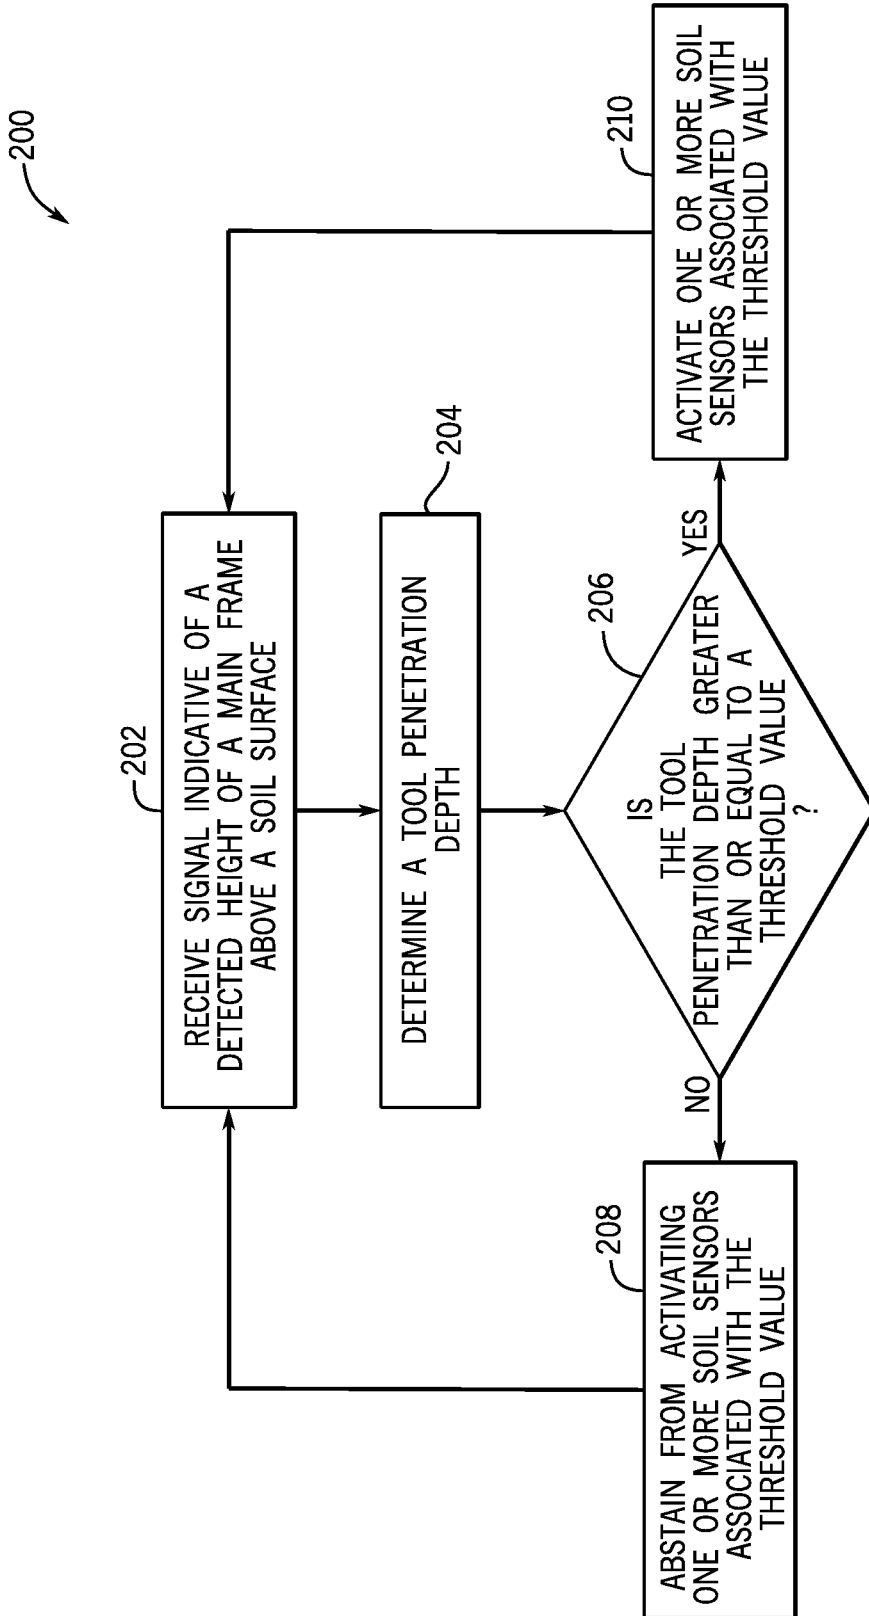 200
202
RECEIVE SIGNAL INDICATIVE OF A
DETECTED HEIGHT OF A MAIN FRAME
ABOVE A SOIL SURFACE
204
DETERMINE A TOOL PENETRATION
DEPTH
206
IS
THE TOOL
PENETRATION DEPTH GREATER
THAN OR EQUAL TO A
THRESHOLD VALUE
?
NO
YES
208
ABSTAIN FROM ACTIVATING
ONE OR MORE SOIL SENSORS
ASSOCIATED WITH THE
THRESHOLD VALUE
210
ACTIVATE ONE OR MORE SOIL
SENSORS ASSOCIATED WITH
THE THRESHOLD VALUE